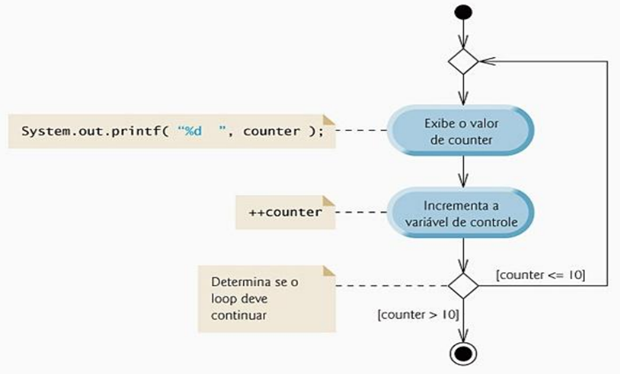 System.out.printf( “%d  ”, counter );
Exibe o valor
de counter
++counter
Incrementa a
variável de controle
Determina se o
loop deve
continuar
[counter <= 10]
[counter > 10]